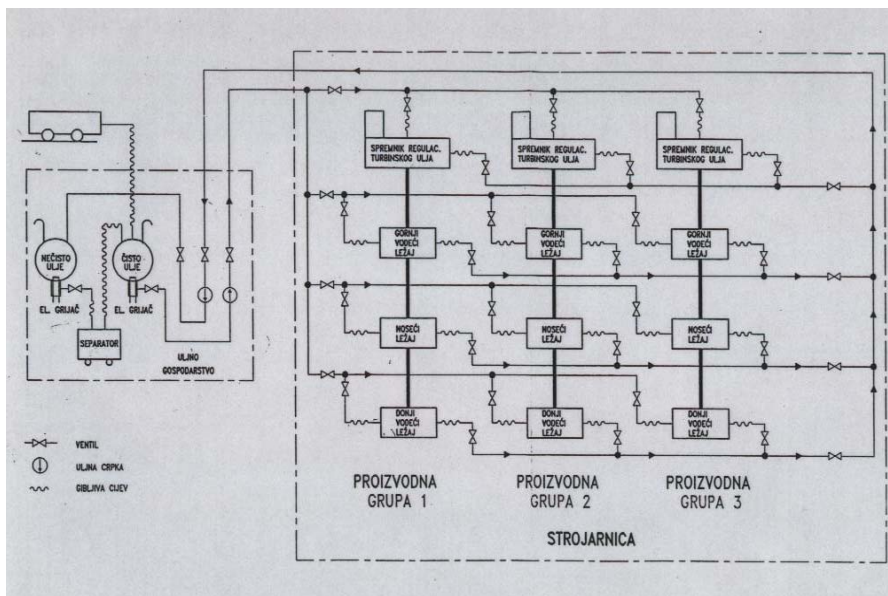 SPREMNIK REGULAC.
TURBINSKOG ULJA
SPREMNIK REGULAC.
TURBINSKOG ULJA
SPREMNIK REGULAC.
TURBINSKOG ULJA
GORNJI
VODEĆI
LEŽAJ
GORNJI
VODEĆI
LEŽAJ
GORNJI
VODEĆI
LEŽAJ
NEČISTO
ULJE
ČISTO
ULJE
EL. GRIJAČ
EL. GRIJAČ
SEPARATOR
ULJNO
GOSPODARSTVO
NOSEĆI
LEŽAJ
NOSEĆI
LEŽAJ
NOSEĆI
LEŽAJ
DONJI
VODEĆI
LEŽAJ
DONJI
VODEĆI
LEŽAJ
DONJI
VODEĆI
LEŽAJ
VENTIL
ULJNA CRPKA
GIBLJIVA CIJEV
PROIZVODNA
GRUPA 1
PROIZVODNA
GRUPA 2
PROIZVODNA
GRUPA 3
STROJARNICA